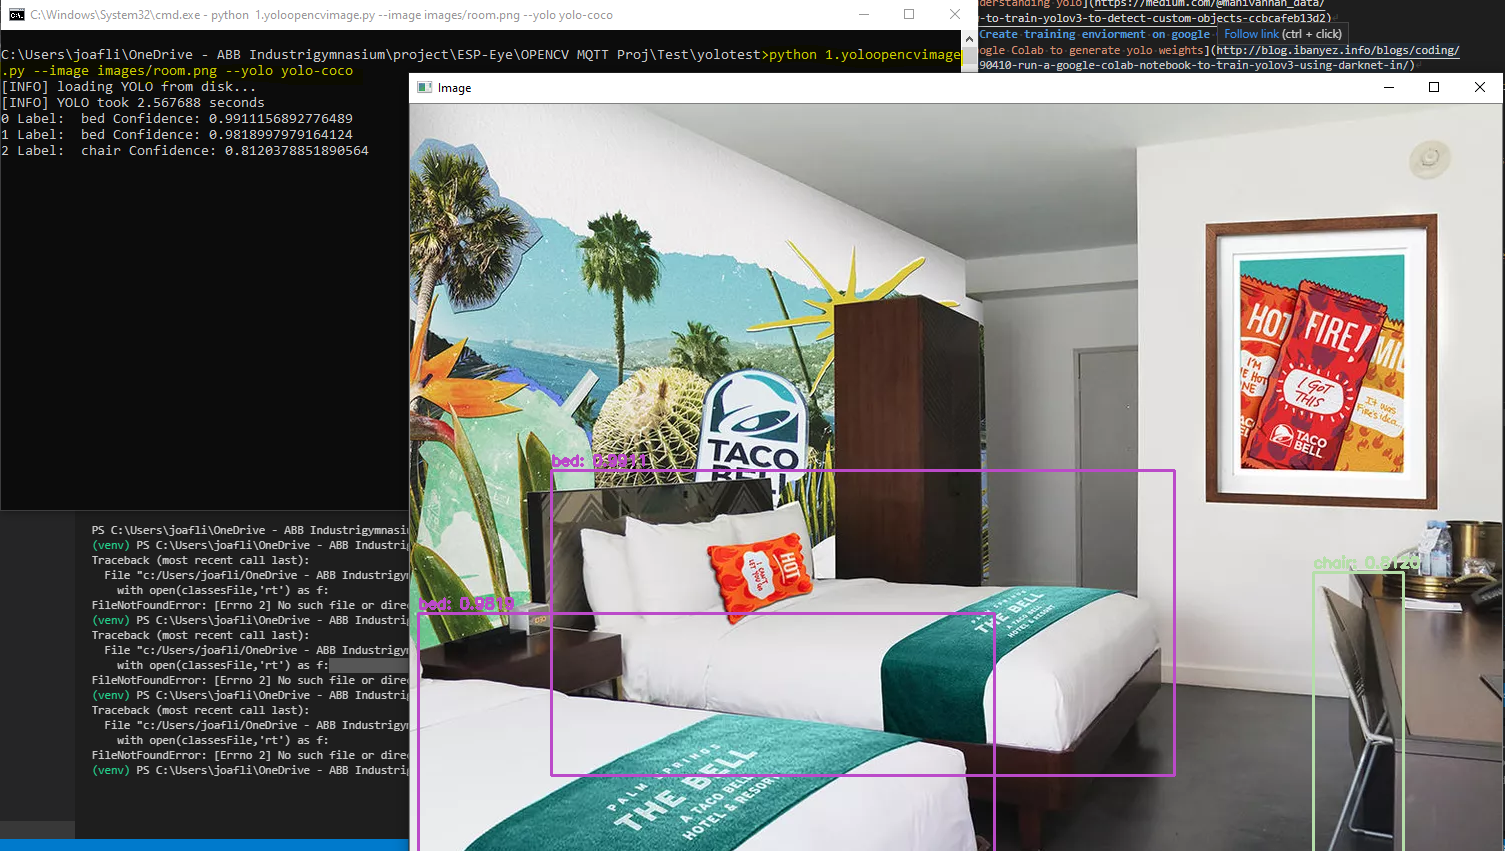 C:\Windows\System32\cmd.exe - python  1.yoloopencvimage.py --image images/room.png --yolo yolo-coco
C:\Users\joafli\OneDrive - ABB Industrigymnasium\project\ESP-Eye\OPENCV MQTT Proj\Test\yolotest>python 1.yoloopencvimage
.py --image images/room.png --yolo yolo-coco
[INFO] loading YOLO from disk...
[INFO] YOLO took 2.567688 seconds
0 Label:  bed Confidence: 0.9911156892776489
1 Label:  bed Confidence: 0.9818997979164124
2 Label:  chair Confidence: 0.8120378851890564
yolo](https://medium.com/@manivannan_data/
-to-train-yolov3-to-detect-custom-objects-ccbcafeb13d2)
Create training enviorment on google
Follow link (ctrl + click)
Colab to generate yolo weights](http://blog.ibanyez.info/blogs/coding/
90410-run-a-google-colab-notebook-to-train-yolov3-using-darknet-in/)
Image
TACO
BELL
HOT
FIRE!
MI
I'M
I GOT
THIS
It was
Fire's idea...
TACO
BELL
bed: 0.9911
HOT
bed: 0.9819
chair: 0.8120
THE BELL
A TACO BELL
HOTEL & RESORT
PALM SPRINGS
THE BELL
A TACO BELL
HOTEL & RESORT
PS C:\Users\joafli\OneDrive - ABB Industrigymnasi
(venv) PS C:\Users\joafli\OneDrive - ABB Industri
Traceback (most recent call last):
File "c:/Users/joafli/OneDrive - ABB Industrigy
with open(classesFile,'rt') as f:
FileNotFoundError: [Errno 2] No such file or dire
(venv) PS C:\Users\joafli\OneDrive - ABB Industri
Traceback (most recent call last):
File "c:/Users/joafli/OneDrive - ABB Industrigy
with open(classesFile,'rt') as f:
FileNotFoundError: [Errno 2] No such file or dire
(venv) PS C:\Users\joafli\OneDrive - ABB Industri
Traceback (most recent call last):
File "c:/Users/joafli/OneDrive - ABB Industrigy
with open(classesFile,'rt') as f:
FileNotFoundError: [Errno 2] No such file or dire
(venv) PS C:\Users\joafli\OneDrive - ABB Industri